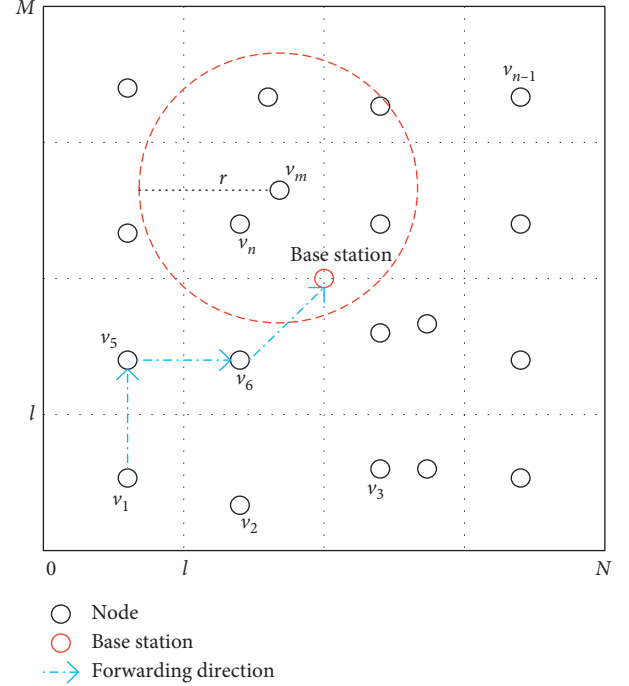 M
v_{n–1}
r
v_m
v_n
Base station
v_5
v_6
l
v_1
v_2
v_3
0 l N
Node
Base station
Forwarding direction